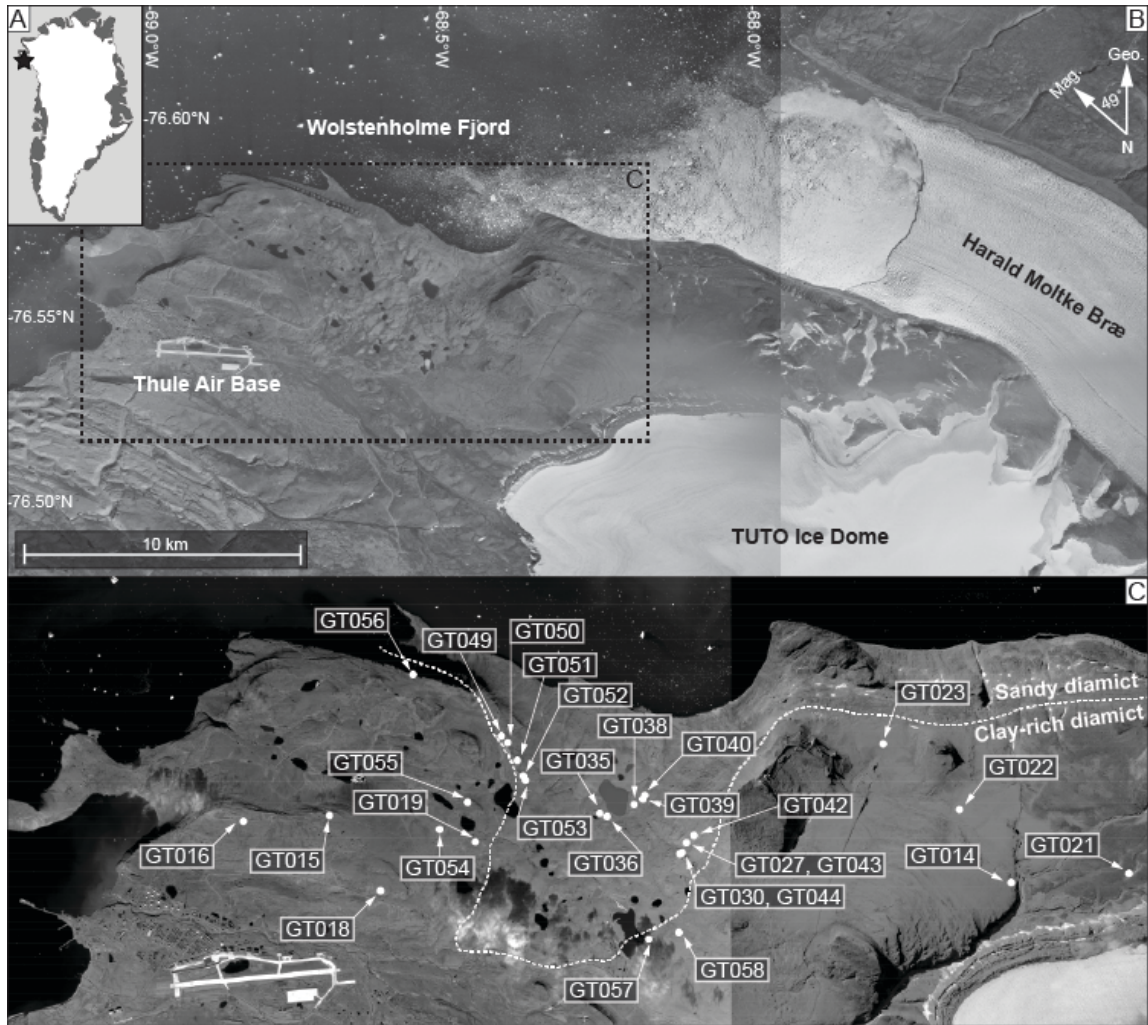 A
69.0°W
68.5°W
68.0°W
B
Geo.
Mag.
49°
N
76.60°N
Wolstenholme Fjord
C
Harald Moltke Bræ
76.55°N
Thule Air Base
76.50°N
10 km
TUTO Ice Dome
C
GT056
GT049
GT050
GT051
GT052
GT023
Sandy diamict
Clay-rich diamict
GT038
GT040
GT035
GT022
GT055
GT019
GT039
GT042
GT053
GT016
GT015
GT054
GT036
GT027, GT043
GT014
GT021
GT030, GT044
GT018
GT058
GT057